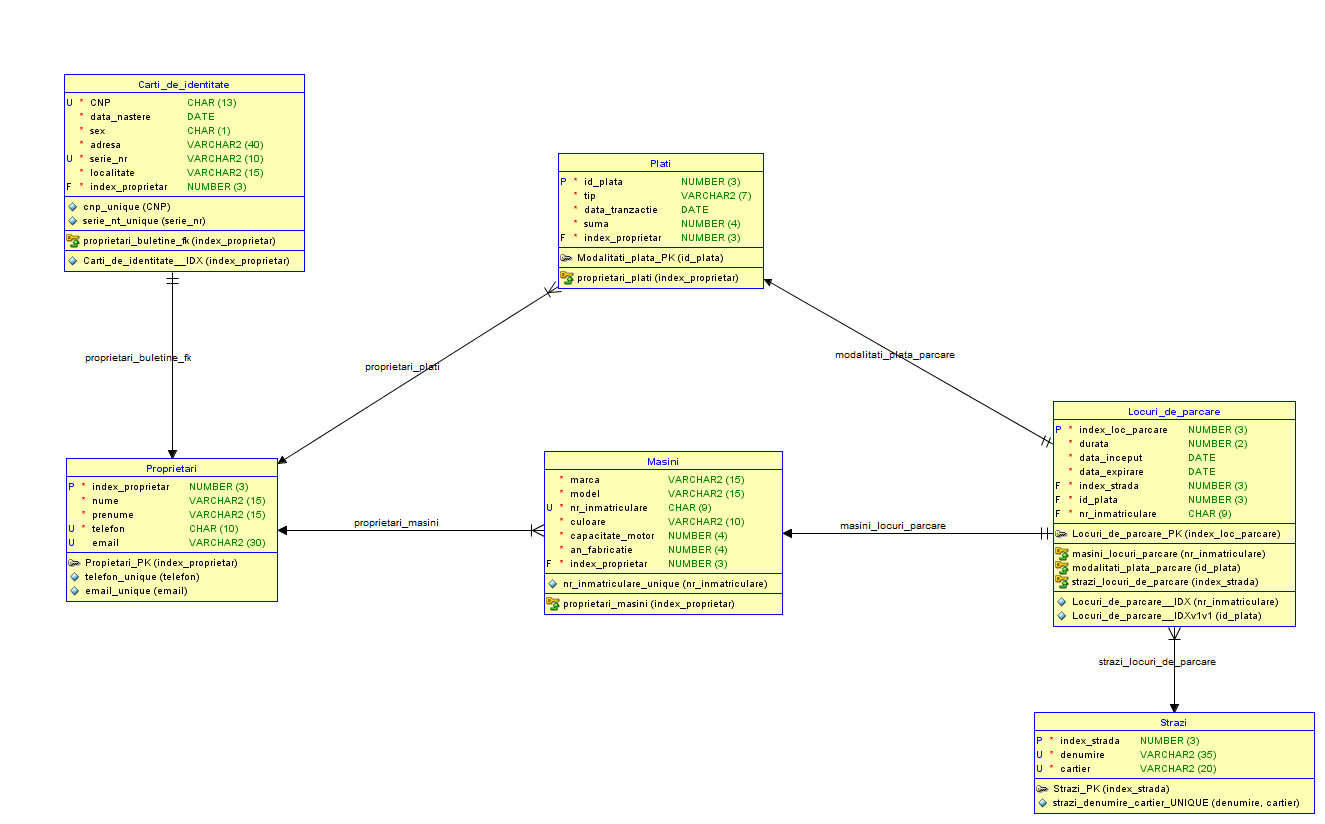 Carti_de_identitate
U * CNP CHAR (13)
* data_nastere DATE
* sex CHAR (1)
* adresa VARCHAR2 (40)
U * serie_nr VARCHAR2 (10)
* localitate VARCHAR2 (15)
F * index_proprietar NUMBER (3)
cnp_unique (CNP)
serie_nt_unique (serie_nr)
proprietari_buletine_fk (index_proprietar)
Carti_de_identitate__IDX (index_proprietar)
Plati
P * id_plata NUMBER (3)
* tip VARCHAR2 (7)
* data_tranzactie DATE
* suma NUMBER (4)
F * index_proprietar NUMBER (3)
Modalitati_plata_PK (id_plata)
proprietari_plati (index_proprietar)
proprietari_buletine_fk
proprietari_plati
modalitati_plata_parcare
Locuri_de_parcare
P * index_loc_parcare NUMBER (3)
* durata NUMBER (2)
* data_inceput DATE
* data_expirare DATE
F * index_strada NUMBER (3)
F * id_plata NUMBER (3)
F * nr_inmatriculare CHAR (9)
Locuri_de_parcare_PK (index_loc_parcare)
masini_locuri_parcare (nr_inmatriculare)
modalitati_plata_parcare (id_plata)
strazi_locuri_de_parcare (index_strada)
Locuri_de_parcare__IDX (nr_inmatriculare)
Locuri_de_parcare__IDXv1v1 (id_plata)
Proprietari
P * index_proprietar NUMBER (3)
* nume VARCHAR2 (15)
* prenume VARCHAR2 (15)
U * telefon CHAR (10)
U email VARCHAR2 (30)
Propietari_PK (index_proprietar)
telefon_unique (telefon)
email_unique (email)
proprietari_masini
Masini
* marca VARCHAR2 (15)
* model VARCHAR2 (15)
U * nr_inmatriculare CHAR (9)
* culoare VARCHAR2 (10)
* capacitate_motor NUMBER (4)
* an_fabricatie NUMBER (4)
F * index_proprietar NUMBER (3)
nr_inmatriculare_unique (nr_inmatriculare)
proprietari_masini (index_proprietar)
masini_locuri_parcare
strazi_locuri_de_parcare
Strazi
P * index_strada NUMBER (3)
U * denumire VARCHAR2 (35)
U * cartier VARCHAR2 (20)
Strazi_PK (index_strada)
strazi_denumire_cartier_UNIQUE (denumire, cartier)